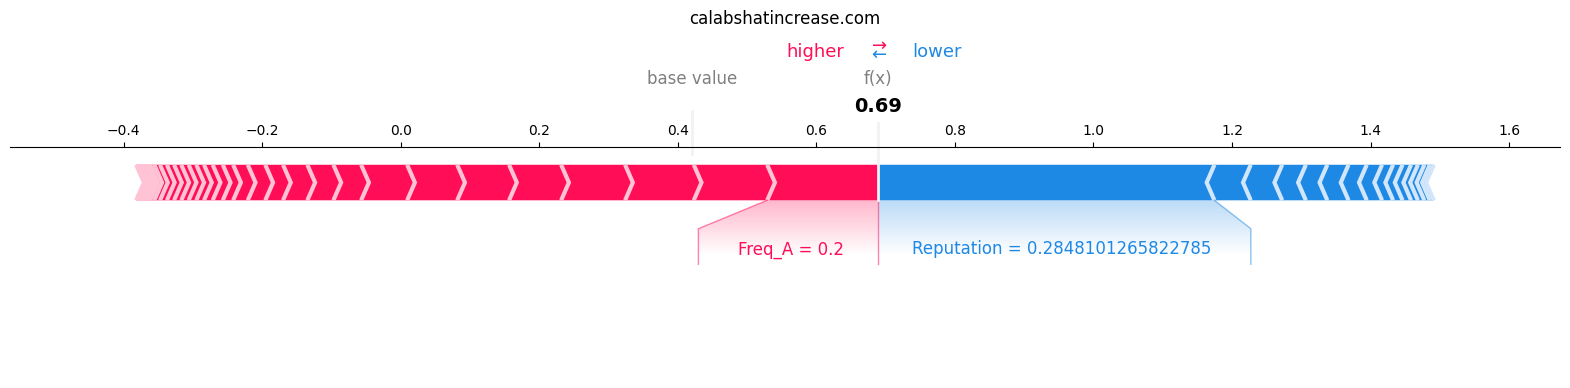 calabshatincrease.com
higher ⇄ lower
base value f(x)
0.69
−0.4 −0.2 0.0 0.2 0.4 0.6 0.8 1.0 1.2 1.4 1.6
Freq_A = 0.2 Reputation = 0.2848101265822785